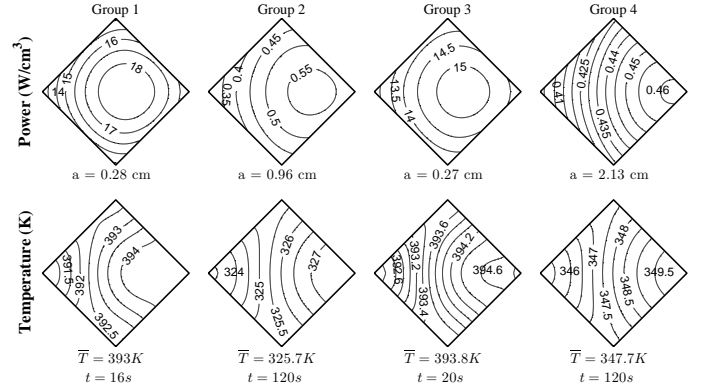 Group 1
Group 2
Group 3
Group 4
Power (W/cm³)
16
15
14
18
17
0.45
0.4
0.35
0.55
0.5
14.5
15
13.5
14
0.44
0.425
0.45
0.41
0.46
0.435
a = 0.28 cm
a = 0.96 cm
a = 0.27 cm
a = 2.13 cm
Temperature (K)
393
394
391.5
392
392.5
326
324
327
325
325.5
393.6
393.2
394.2
392.6
394.6
393.4
348
347
346
349.5
348.5
347.5
T̅ = 393K
T̅ = 325.7K
T̅ = 393.8K
T̅ = 347.7K
t = 16s
t = 120s
t = 20s
t = 120s